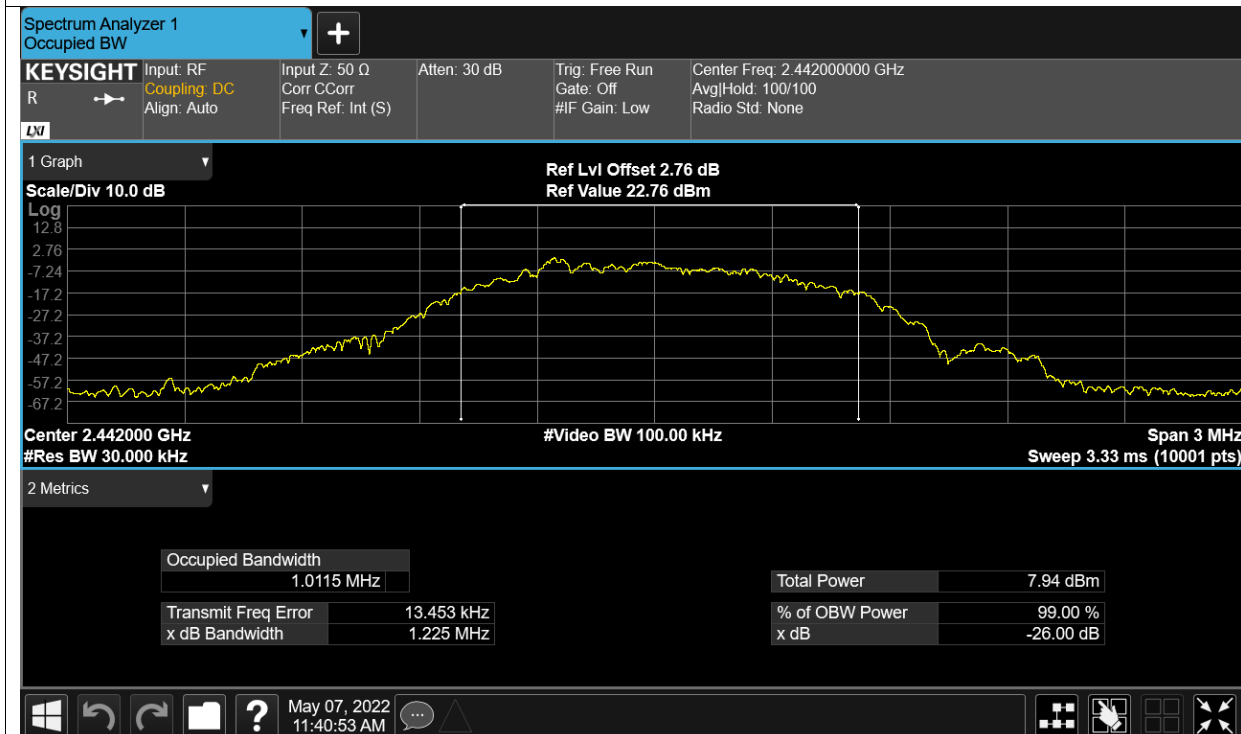 Spectrum Analyzer 1
Occupied BW
+
KEYSIGHT
R
LXI
Input: RF
Coupling: DC
Align: Auto
Input Z: 50 Ω
Corr CCorr
Freq Ref: Int (S)
Atten: 30 dB
Trig: Free Run
Gate: Off
#IF Gain: Low
Center Freq: 2.442000000 GHz
Avg|Hold: 100/100
Radio Std: None
1 Graph
Scale/Div 10.0 dB
Ref Lvl Offset 2.76 dB
Ref Value 22.76 dBm
Log
12.8
2.76
-7.24
-17.2
-27.2
-37.2
-47.2
-57.2
-67.2
Center 2.442000 GHz
#Res BW 30.000 kHz
#Video BW 100.00 kHz
Span 3 MHz
Sweep 3.33 ms (10001 pts)
2 Metrics
Occupied Bandwidth
1.0115 MHz
Transmit Freq Error 13.453 kHz
x dB Bandwidth 1.225 MHz
Total Power 7.94 dBm
% of OBW Power 99.00 %
x dB -26.00 dB
?
May 07, 2022
11:40:53 AM